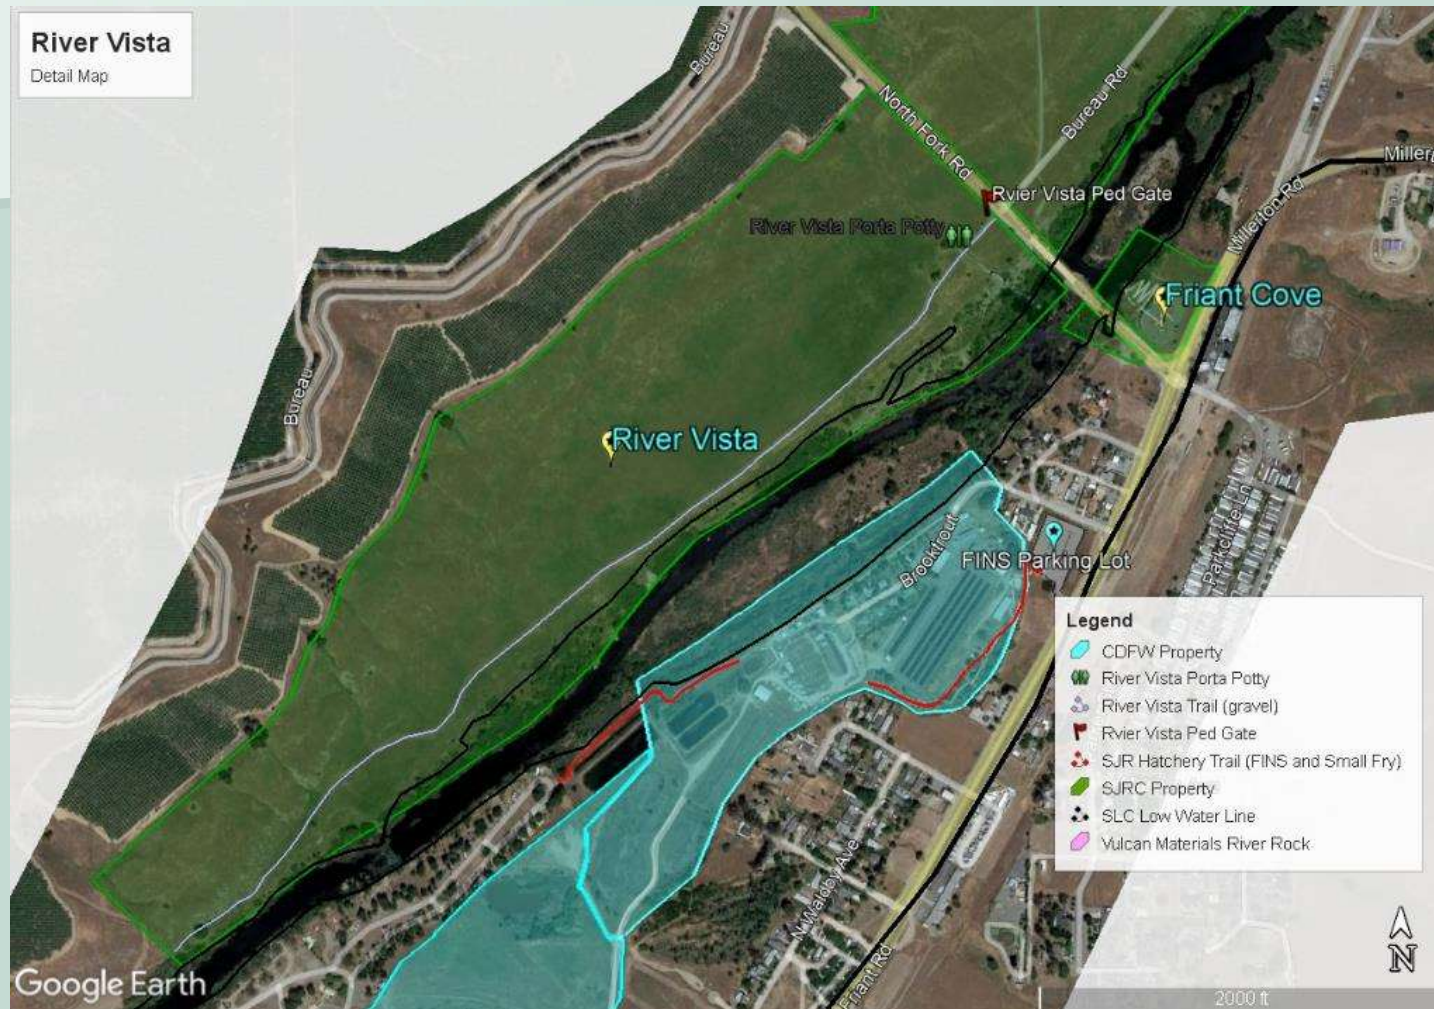 River Vista
Detail Map
Bureau
North Fork Rd
Bureau Rd
Miller
Rvier Vista Ped Gate
River Vista Porta Potty
Millerton Rd
Friant Cove
Bureau
River Vista
Brooktrout
FINS Parking Lot
Parkcliffe Ln
Legend
CDFW Property
River Vista Porta Potty
River Vista Trail (gravel)
Rvier Vista Ped Gate
SJR Hatchery Trail (FINS and Small Fry)
SJRC Property
SLC Low Water Line
Vulcan Materials River Rock
N Waldby Ave
Friant Rd
N
Google Earth
2000 ft